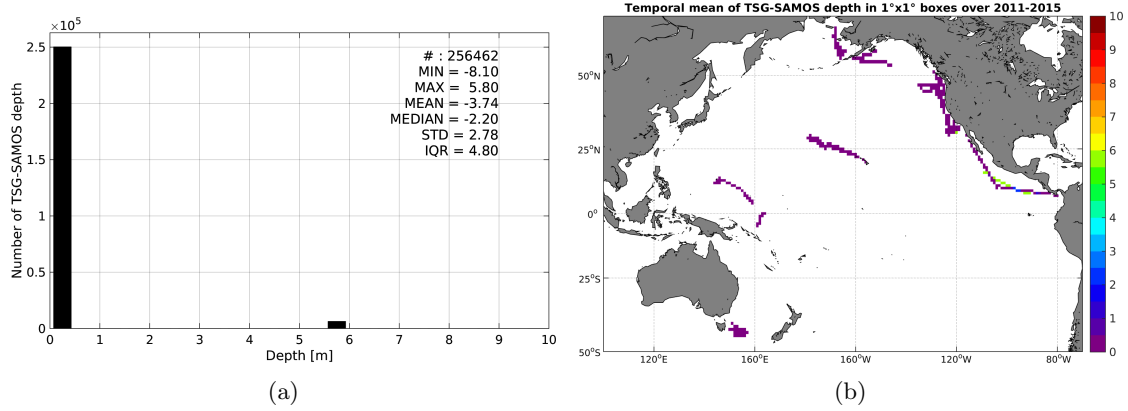 ×10⁵
2.5
2
1.5
1
0.5
0
Number of TSG-SAMOS depth
# : 256462
MIN = -8.10
MAX = 5.80
MEAN = -3.74
MEDIAN = -2.20
STD = 2.78
IQR = 4.80
0 1 2 3 4 5 6 7 8 9 10
Depth [m]
(a)
Temporal mean of TSG-SAMOS depth in 1°x1° boxes over 2011-2015
50°N
25°N
0°
25°S
50°S
120°E 160°E 160°W 120°W 80°W
10
9
8
7
6
5
4
3
2
1
0
(b)